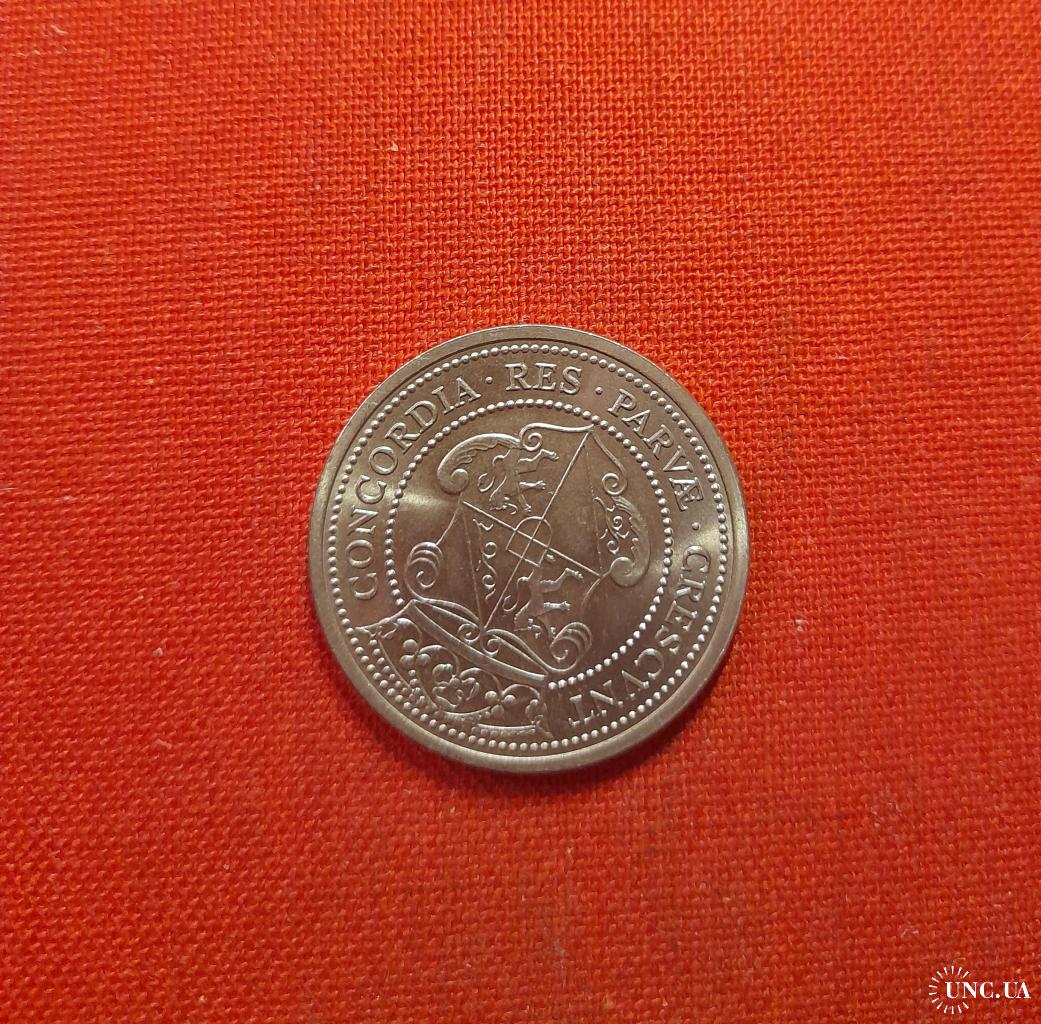 CONCORDIA · RES · PARVÆ · CRESCVNT
UNC.UA